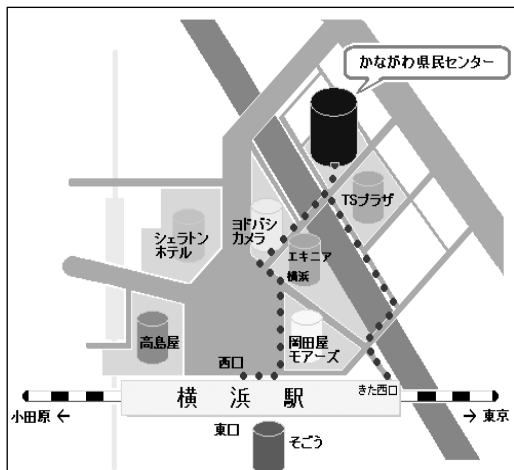 かながわ県民センター
TSプラザ
ヨドバシ
カメラ
シェラトン
ホテル
エキニア
横浜
高島屋
岡田屋
モアーズ
西口
きた西口
横浜駅
小田原 ←
→ 東京
東口
そごう